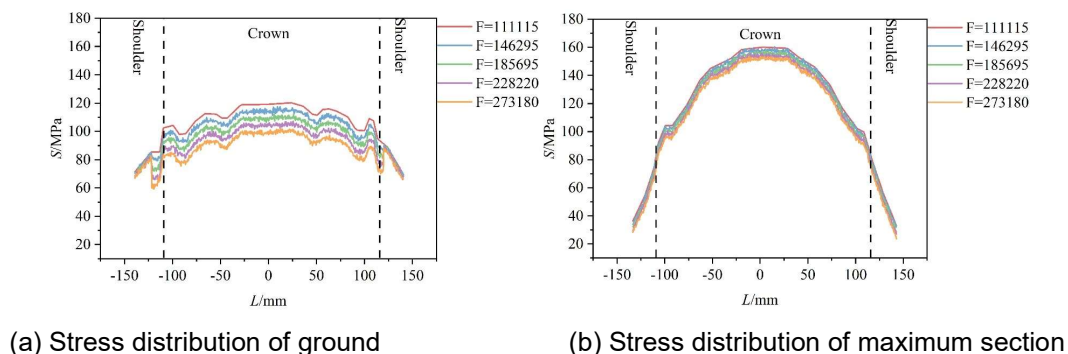 180
160
140
120
100
80
60
40
20
S/MPa
-150 -100 -50 0 50 100 150
L/mm
Shoulder
Crown
Shoulder
F=111115
F=146295
F=185695
F=228220
F=273180
(a) Stress distribution of ground
180
160
140
120
100
80
60
40
20
S/MPa
-150 -100 -50 0 50 100 150
L/mm
Shoulder
Crown
Shoulder
F=111115
F=146295
F=185695
F=228220
F=273180
(b) Stress distribution of maximum section